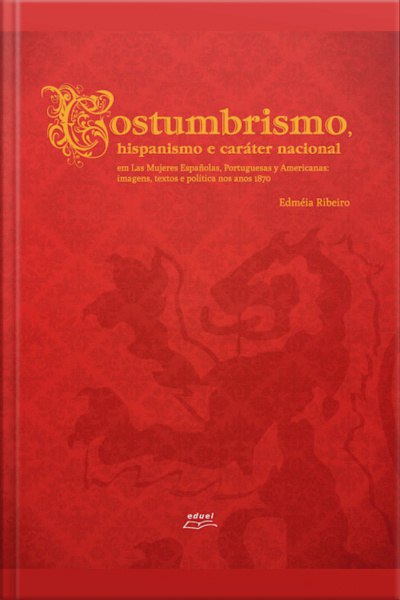 Costumbrismo,
hispanismo e caráter nacional
em Las Mujeres Españolas, Portuguesas y Americanas:
imagens, textos e política nos anos 1870
Edméia Ribeiro
eduel